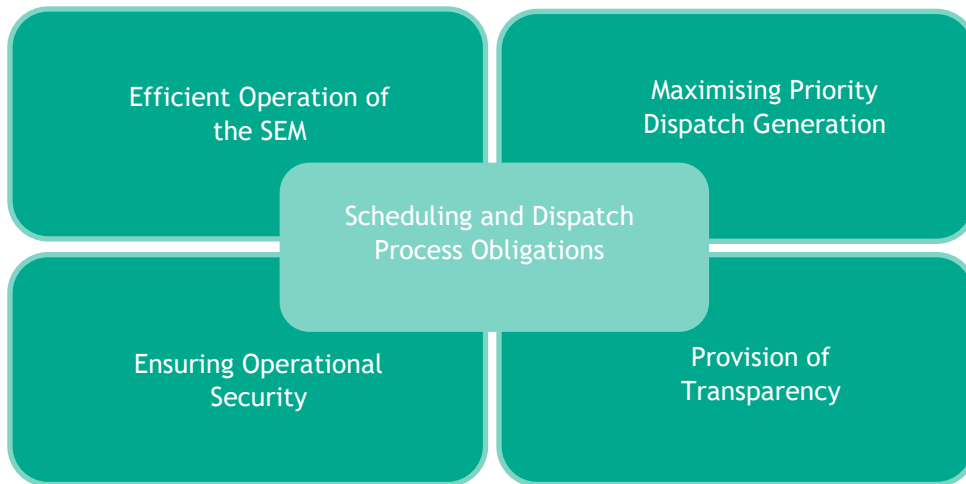 Efficient Operation of
the SEM
Maximising Priority
Dispatch Generation
Scheduling and Dispatch
Process Obligations
Ensuring Operational
Security
Provision of
Transparency